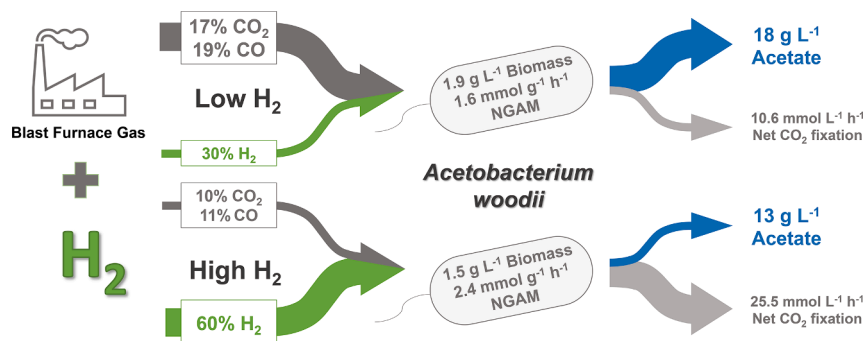 Blast Furnace Gas
H₂
17% CO₂
19% CO
Low H₂
30% H₂
10% CO₂
11% CO
High H₂
60% H₂
1.9 g L⁻¹ Biomass
1.6 mmol g⁻¹ h⁻¹
NGAM
Acetobacterium
woodii
1.5 g L⁻¹ Biomass
2.4 mmol g⁻¹ h⁻¹
NGAM
18 g L⁻¹
Acetate
10.6 mmol L⁻¹ h⁻¹
Net CO₂ fixation
13 g L⁻¹
Acetate
25.5 mmol L⁻¹ h⁻¹
Net CO₂ fixation